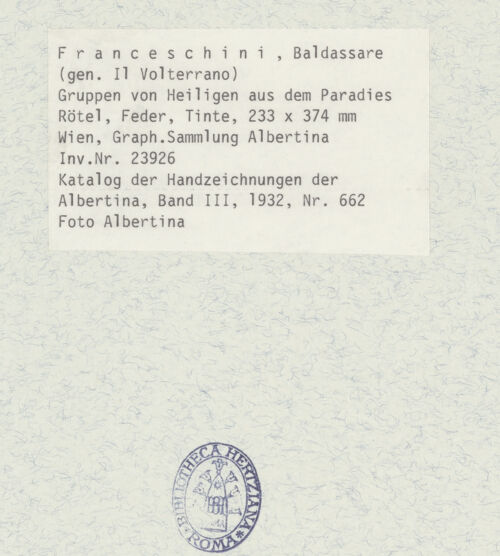 F r a n c e s c h i n i , Baldassare
(gen. Il Volterrano)
Gruppen von Heiligen aus dem Paradies
Rötel, Feder, Tinte, 233 x 374 mm
Wien, Graph.Sammlung Albertina
Inv.Nr. 23926
Katalog der Handzeichnungen der
Albertina, Band III, 1932, Nr. 662
Foto Albertina
BIBLIOTHECA HERTZIANA
* ROMA *